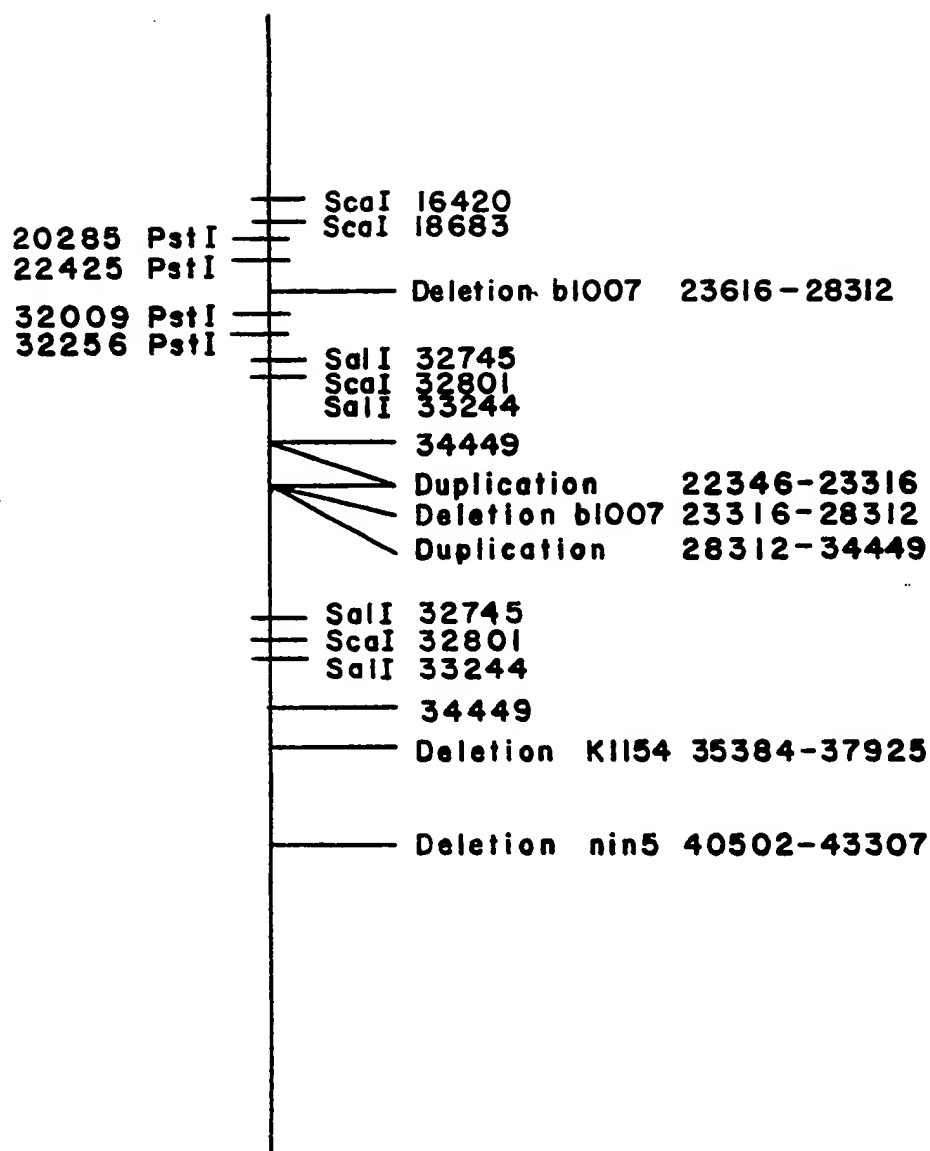 ScaI 16420
ScaI 18683
20285 PstI
22425 PstI
Deletion b1007 23616-28312
32009 PstI
32256 PstI
SalI 32745
ScaI 32801
SalI 33244
34449
Duplication 22346-23316
Deletion b1007 23316-28312
Duplication 28312-34449
SalI 32745
ScaI 32801
SalI 33244
34449
Deletion K1154 35384-37925
Deletion nin5 40502-43307